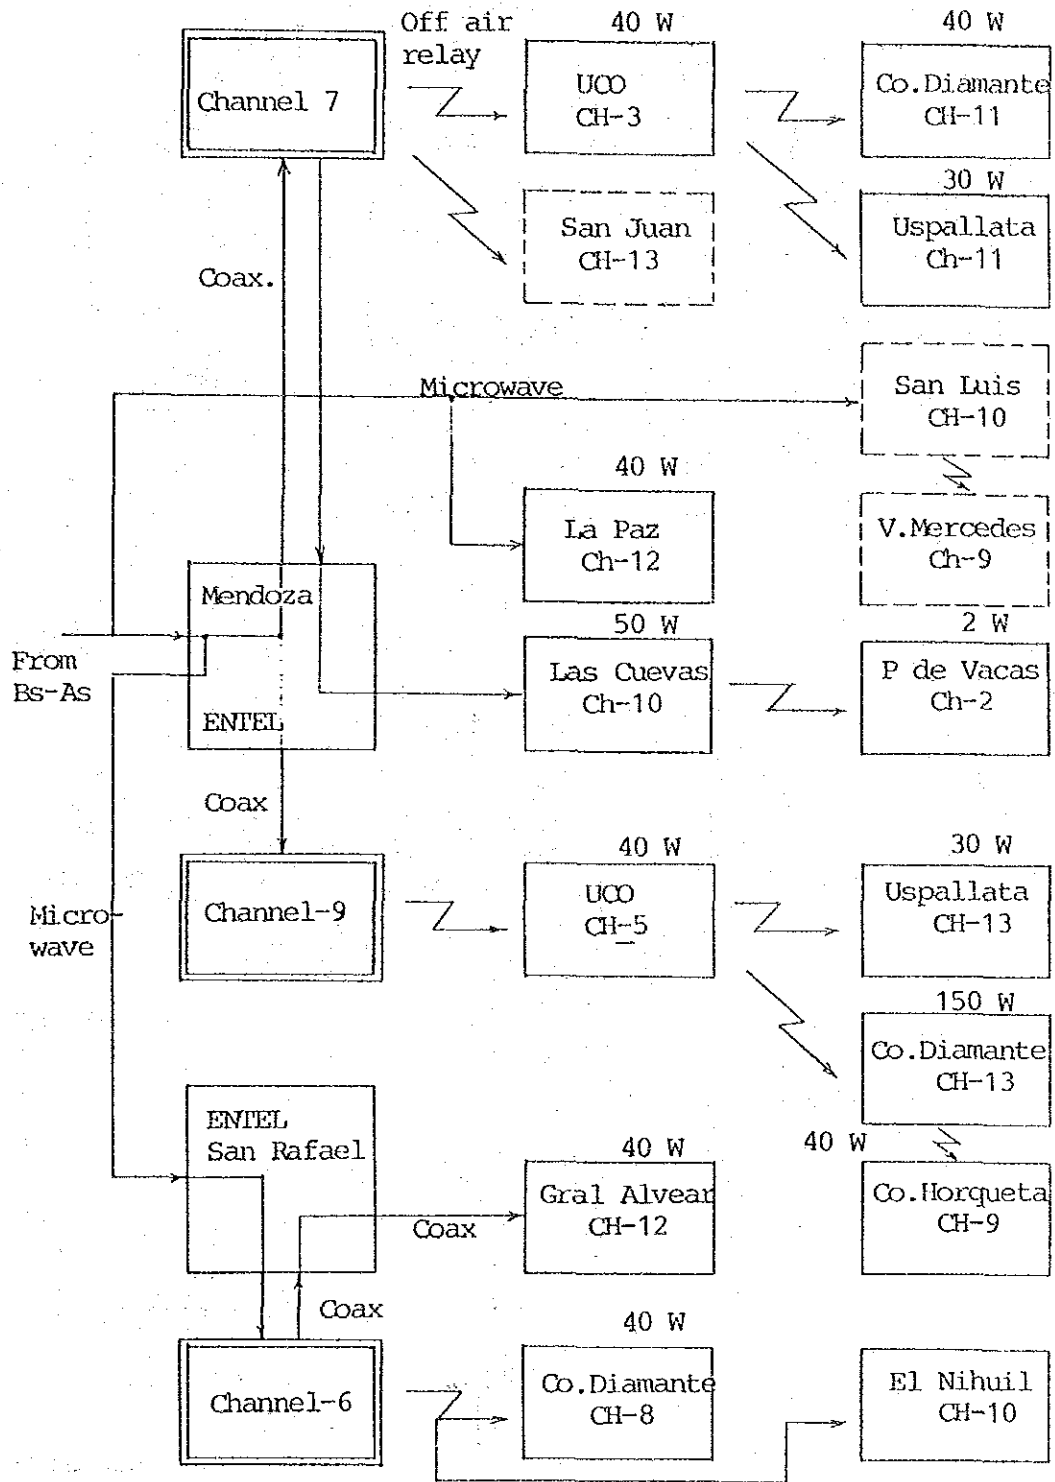 Off air
relay
40 W
40 W
Channel 7
UCO
CH-3
Co.Diamante
CH-11
30 W
San Juan
CH-13
Uspallata
Ch-11
Coax.
Microwave
San Luis
CH-10
40 W
La Paz
Ch-12
V.Mercedes
Ch-9
Mendoza
50 W
2 W
From
Bs-As
Las Cuevas
Ch-10
P de Vacas
Ch-2
ENTEL
Coax
40 W
30 W
Micro-
wave
Channel-9
UCO
CH-5
Uspallata
CH-13
150 W
Co.Diamante
CH-13
ENTEL
San Rafael
40 W
40 W
Gral Alvear
CH-12
Co.Horqueta
CH-9
Coax
Coax
40 W
Channel-6
Co.Diamante
CH-8
El Nihuil
CH-10